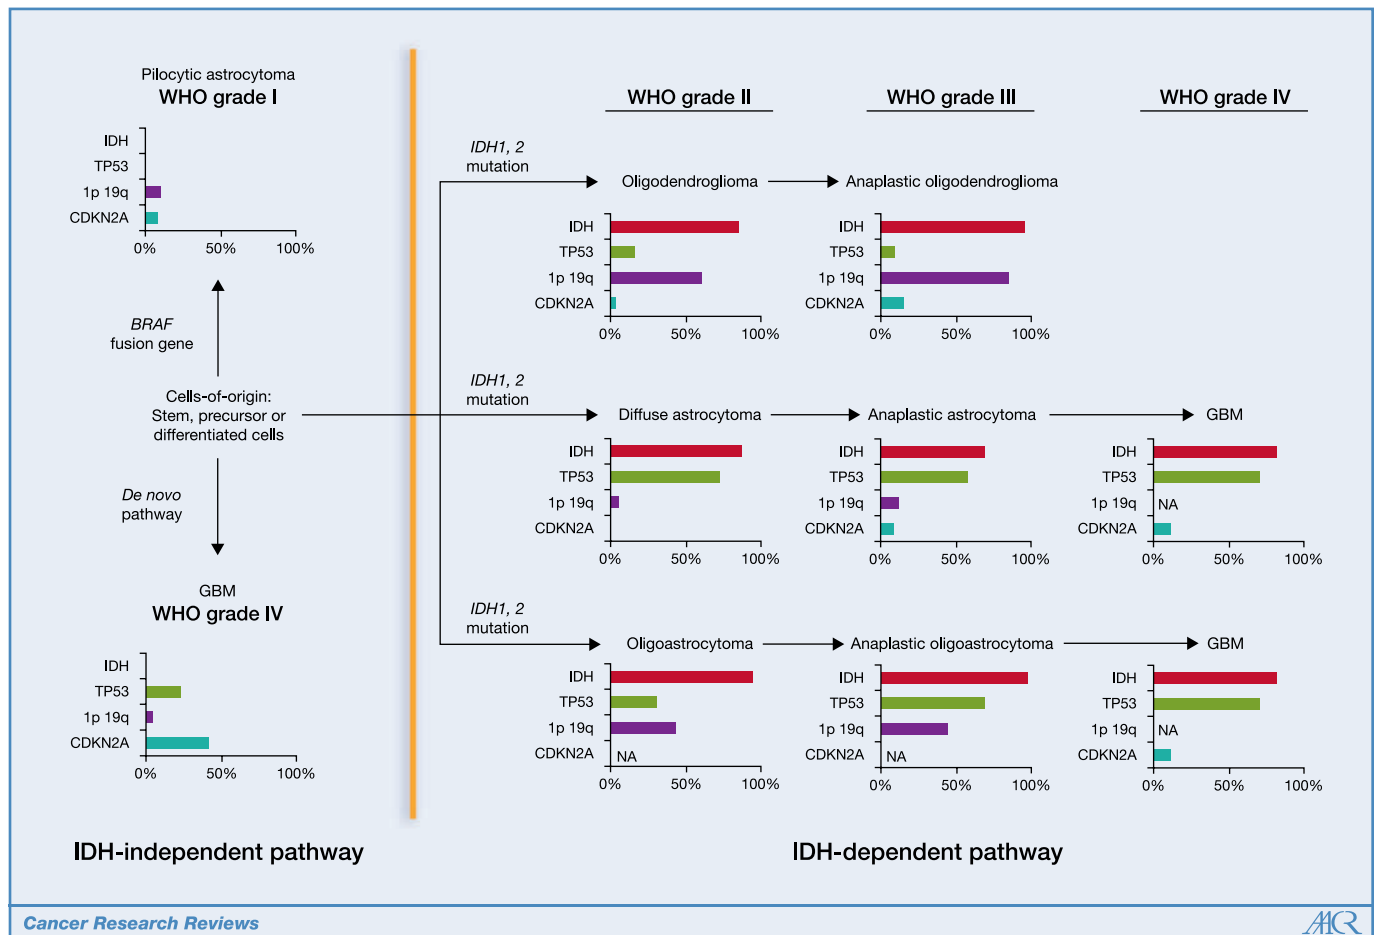 Pilocytic astrocytoma
WHO grade I
IDH
TP53
1p 19q
CDKN2A
0% 50% 100%
BRAF
fusion gene
Cells-of-origin:
Stem, precursor or
differentiated cells
De novo
pathway
GBM
WHO grade IV
IDH
TP53
1p 19q
CDKN2A
0% 50% 100%
IDH-independent pathway
WHO grade II WHO grade III WHO grade IV
IDH1, 2
mutation
Oligodendroglioma Anaplastic oligodendroglioma
IDH IDH
TP53 TP53
1p 19q 1p 19q
CDKN2A CDKN2A
0% 50% 100% 0% 50% 100%
IDH1, 2
mutation
Diffuse astrocytoma Anaplastic astrocytoma GBM
IDH IDH IDH
TP53 TP53 TP53
1p 19q 1p 19q 1p 19q NA
CDKN2A CDKN2A CDKN2A
0% 50% 100% 0% 50% 100% 0% 50% 100%
IDH1, 2
mutation
Oligoastrocytoma Anaplastic oligoastrocytoma GBM
IDH IDH IDH
TP53 TP53 TP53
1p 19q 1p 19q 1p 19q NA
CDKN2A NA CDKN2A NA CDKN2A
0% 50% 100% 0% 50% 100% 0% 50% 100%
IDH-dependent pathway
Cancer Research Reviews AACR